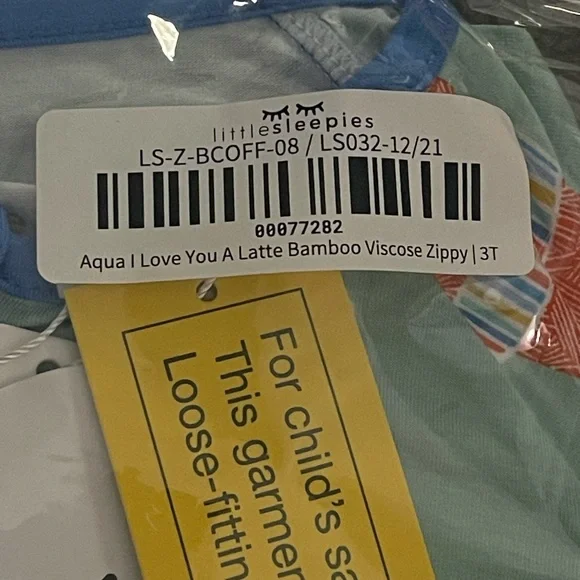 littlesleepies
LS-Z-BCOFF-08 / LS032-12/21
00077282
Aqua I Love You A Latte Bamboo Viscose Zippy | 3T
For child's sa
This garmen
Loose-fittin